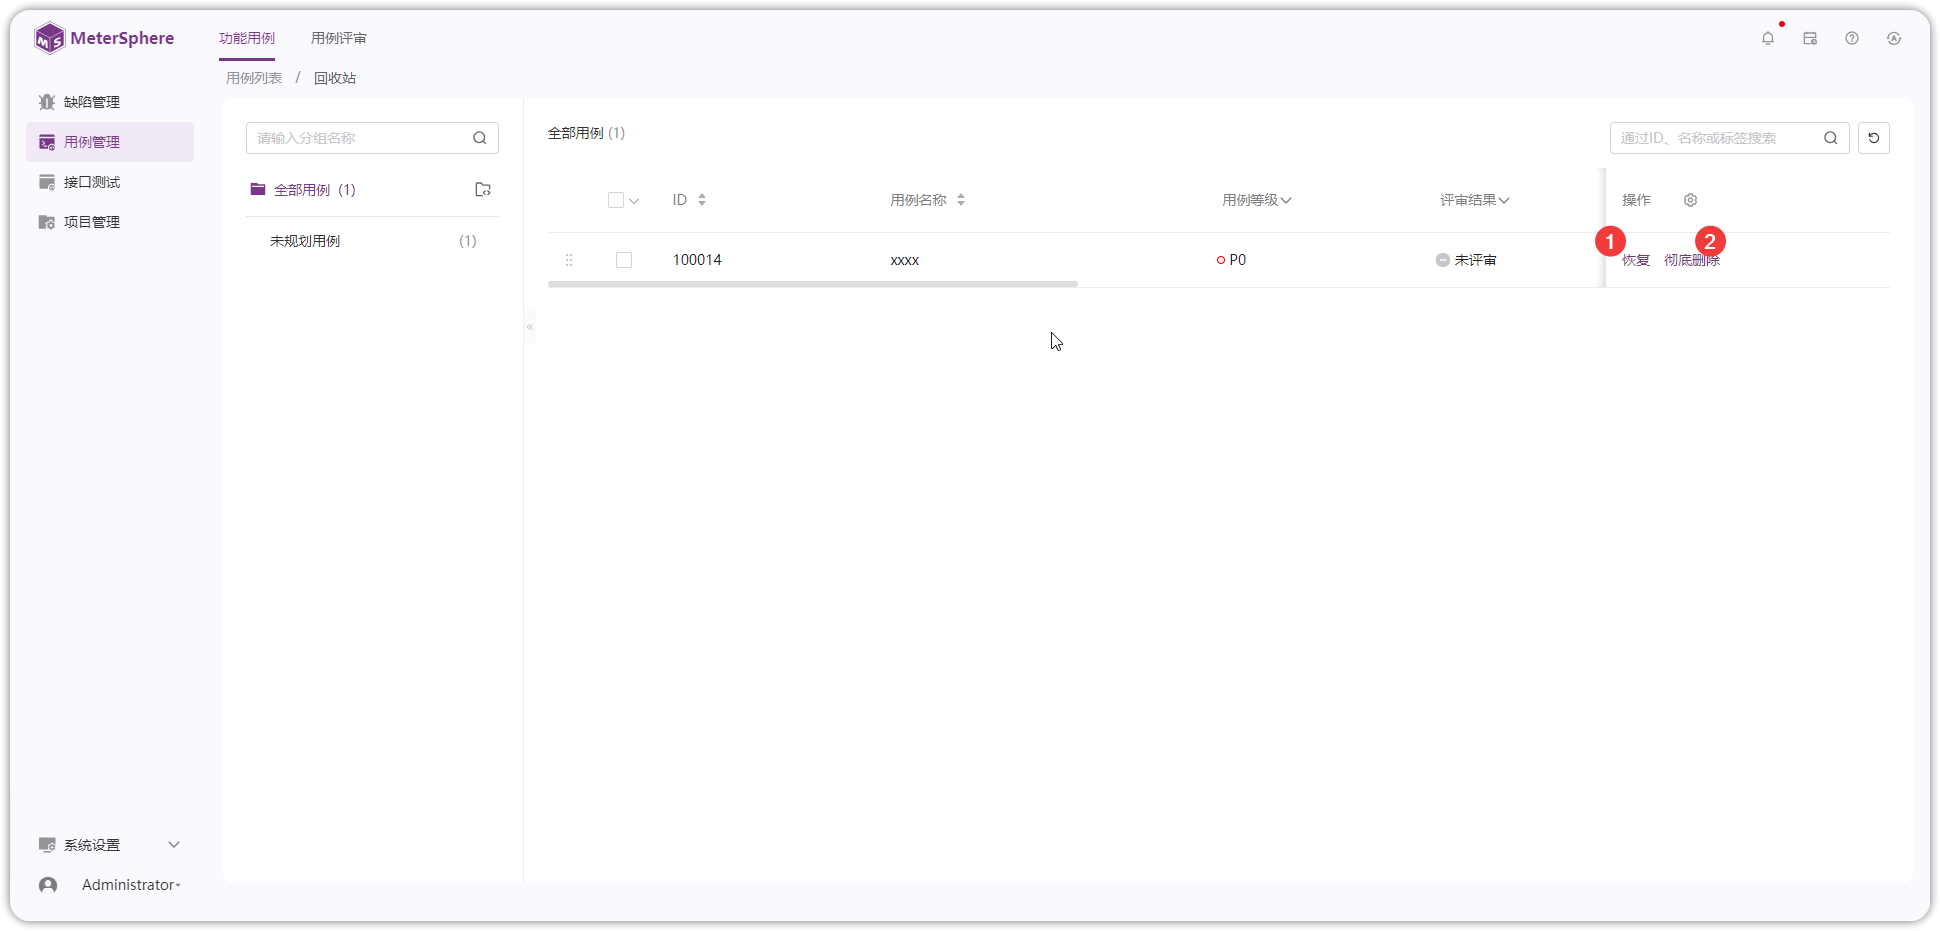 MeterSphere
功能用例
用例评审
用例列表 / 回收站
缺陷管理
用例管理
接口测试
项目管理
请输入分组名称
全部用例 (1)
未规划用例 (1)
全部用例 (1)
通过ID、名称或标签搜索
ID 用例名称 用例等级 评审结果 操作
1 2
100014 xxxx P0 未评审 恢复 彻底删除
系统设置
Administrator